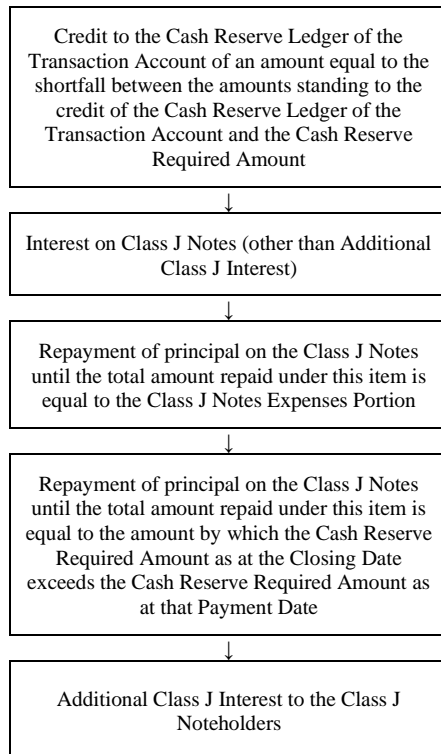 Credit to the Cash Reserve Ledger of the
Transaction Account of an amount equal to the
shortfall between the amounts standing to the
credit of the Cash Reserve Ledger of the
Transaction Account and the Cash Reserve
Required Amount
↓
Interest on Class J Notes (other than Additional
Class J Interest)
↓
Repayment of principal on the Class J Notes
until the total amount repaid under this item is
equal to the Class J Notes Expenses Portion
↓
Repayment of principal on the Class J Notes
until the total amount repaid under this item is
equal to the amount by which the Cash Reserve
Required Amount as at the Closing Date
exceeds the Cash Reserve Required Amount as
at that Payment Date
↓
Additional Class J Interest to the Class J
Noteholders